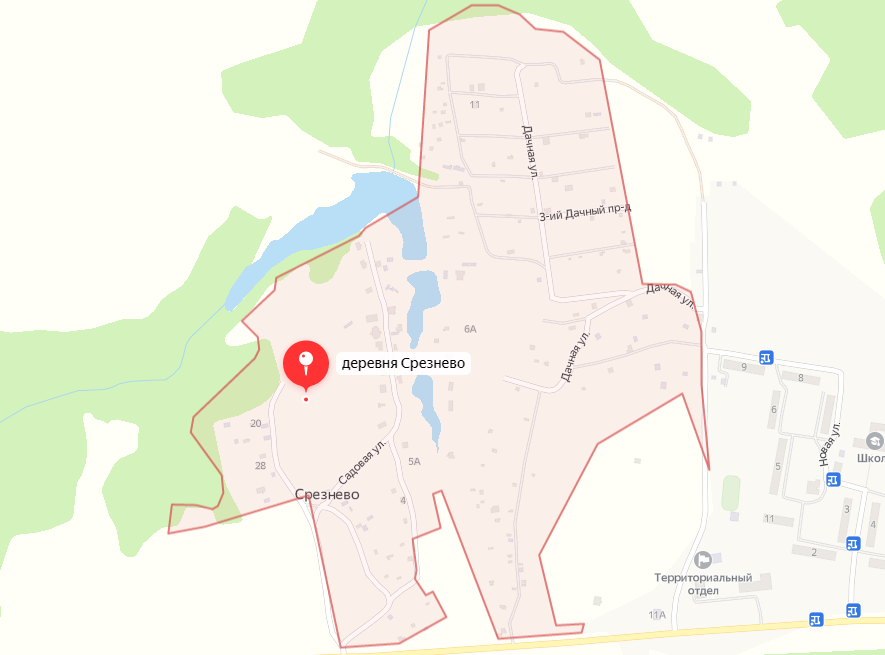 11
Дачная ул.
3-ий Дачный пр-д
Дачная ул.
6А
Дачная ул.
деревня Срезнево
9
8
6
20
Новая ул.
Школ
28
Садовая ул.
5А
5
Срезнево
4
3
4
11
2
Территориальный
отдел
11А